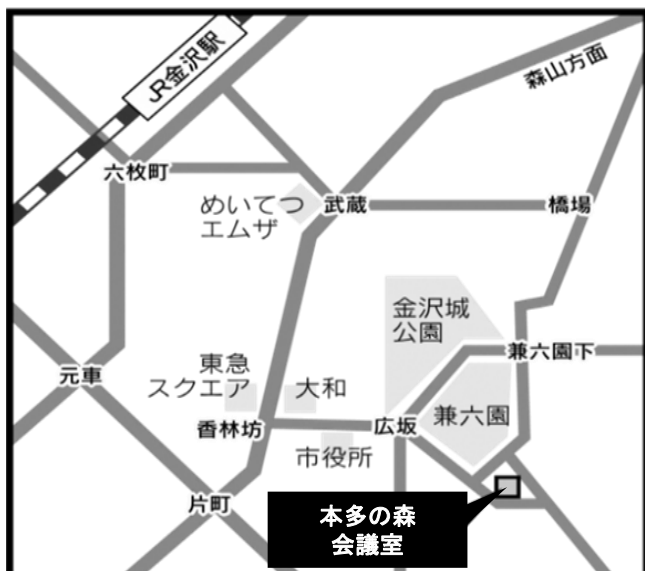 JR金沢駅
森山方面
六枚町
めいてつ
エムザ
武蔵
橋場
金沢城
公園
兼六園下
東急
スクエア
元車
大和
兼六園
香林坊
広坂
市役所
片町
本多の森
会議室